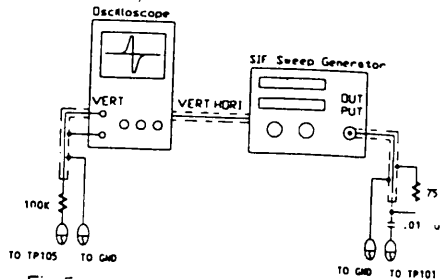 Oscilloscope
SIF Sweep Generator
VERT
VERT HORI
OUT
PUT
100K
75
.01 u
TO TP105
TO GND
TO GND
TO TP101